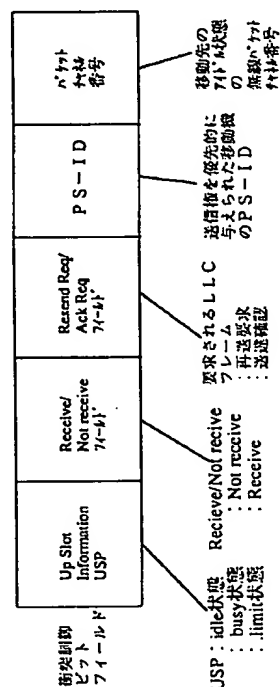 衝突制御
ビット
フィールド
Up Slot
Information
USP
Receive/
Not receive
フィールド
Resend Req/
Ack Req
フィールド
PS-ID
パケット
チャネル
番号
USP : idle状態
: busy状態
: limit状態
Recieve/Not recive
: Not receive
: Receive
要求されるLLC
フレーム
: 再送要求
: 送達確認
送信権を優先的に
与えられた移動機
のPS-ID
移動先の
アイドル状態
の
無線パケット
チャネル番号